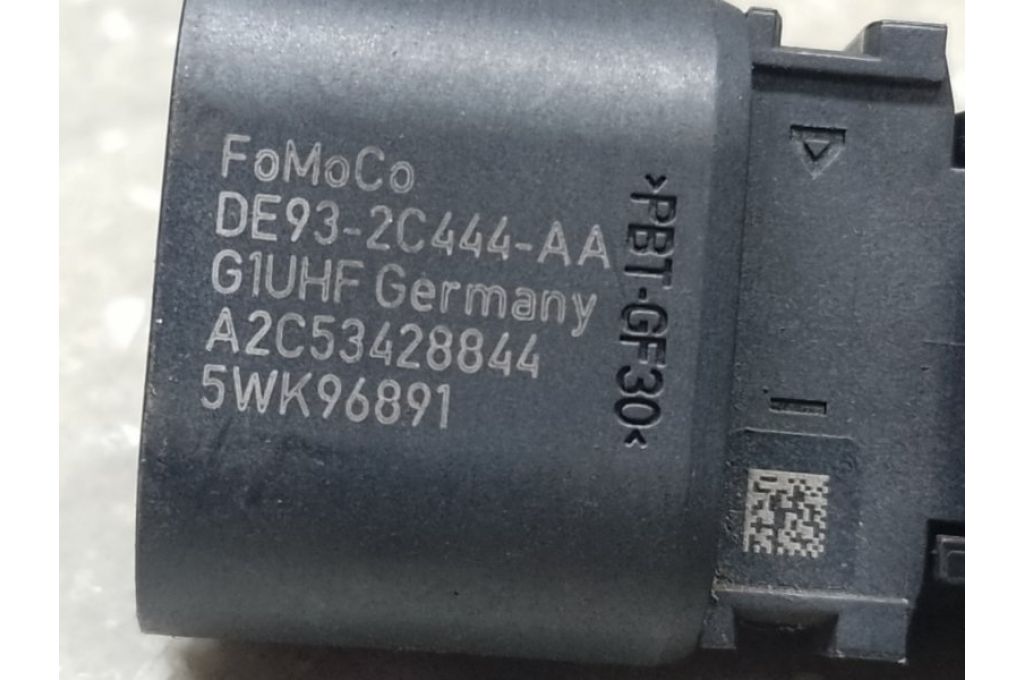 FoMoCo
DE93-2C444-AA
G1UHF Germany
A2C53428844
5WK96891
>PBT-GF30<